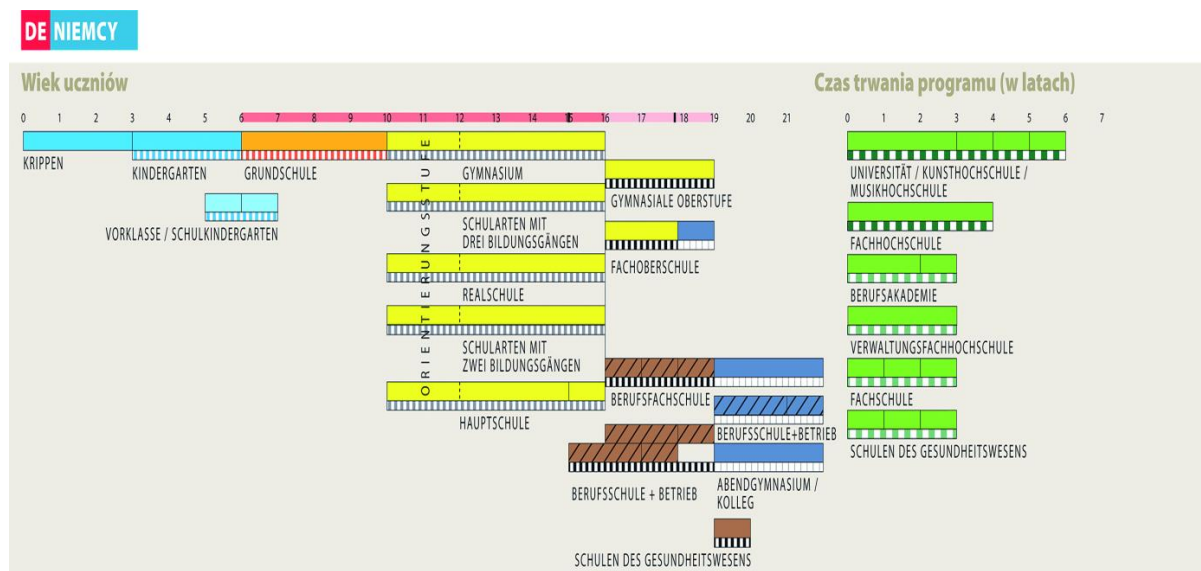 DE NIEMCY
Wiek uczniów
Czas trwania programu (w latach)
0 1 2 3 4 5 6 7 8 9 10 11 12 13 14 15 16 17 18 19 20 21
0 1 2 3 4 5 6 7
KRIPPEN
KINDERGARTEN
GRUNDSCHULE
VORKLASSE / SCHULKINDERGARTEN
ORIENTIERUNGSSTUFE
GYMNASIUM
SCHULARTEN MIT
DREI BILDUNGSGÄNGEN
REALSCHULE
SCHULARTEN MIT
ZWEI BILDUNGSGÄNGEN
HAUPTSCHULE
GYMNASIALE OBERSTUFE
FACHOBERSCHULE
BERUFSFACHSCHULE
BERUFSSCHULE+BETRIEB
BERUFSSCHULE + BETRIEB
ABENDGYMNASIUM /
KOLLEG
SCHULEN DES GESUNDHEITSWESENS
UNIVERSITÄT / KUNSTHOCHSCHULE /
MUSIKHOCHSCHULE
FACHHOCHSCHULE
BERUFSAKADEMIE
VERWALTUNGSFACHHOCHSCHULE
FACHSCHULE
SCHULEN DES GESUNDHEITSWESENS